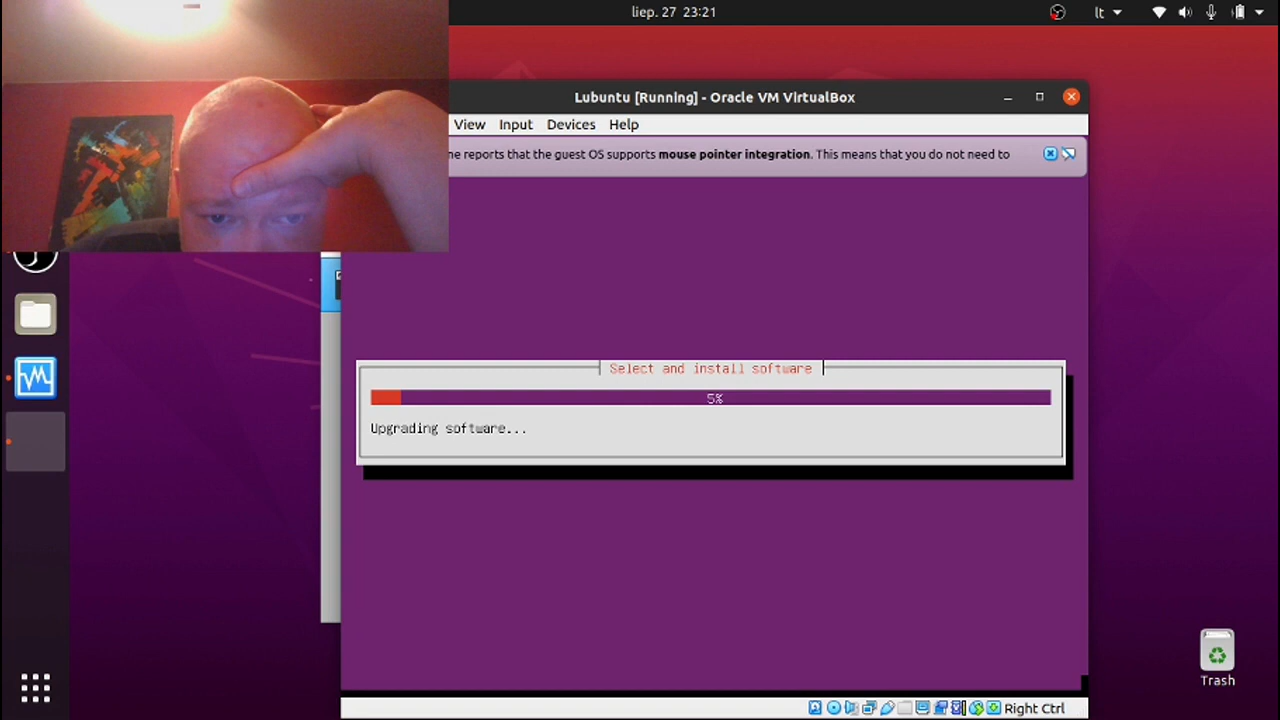 liep. 27 23:21
lt
Lubuntu [Running] - Oracle VM VirtualBox
View Input Devices Help
reports that the guest OS supports mouse pointer integration. This means that you do not need to
Select and install software
5%
Upgrading software...
Trash
Right Ctrl